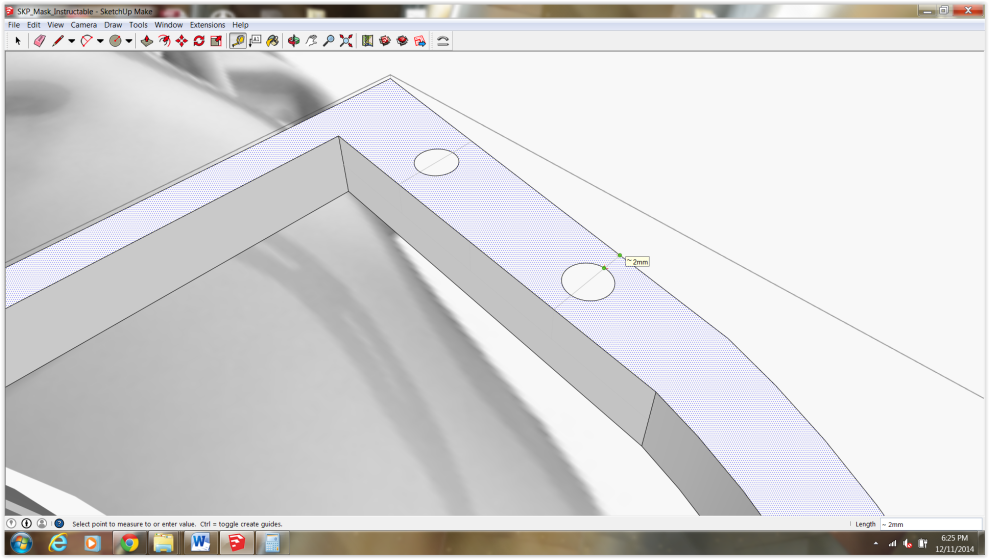 SKP_Mask_Instructable - SketchUp Make
File Edit View Camera Draw Tools Window Extensions Help
~ 2mm
Select point to measure to or enter value. Ctrl = toggle create guides.
Length ~ 2mm
6:25 PM
12/11/2014